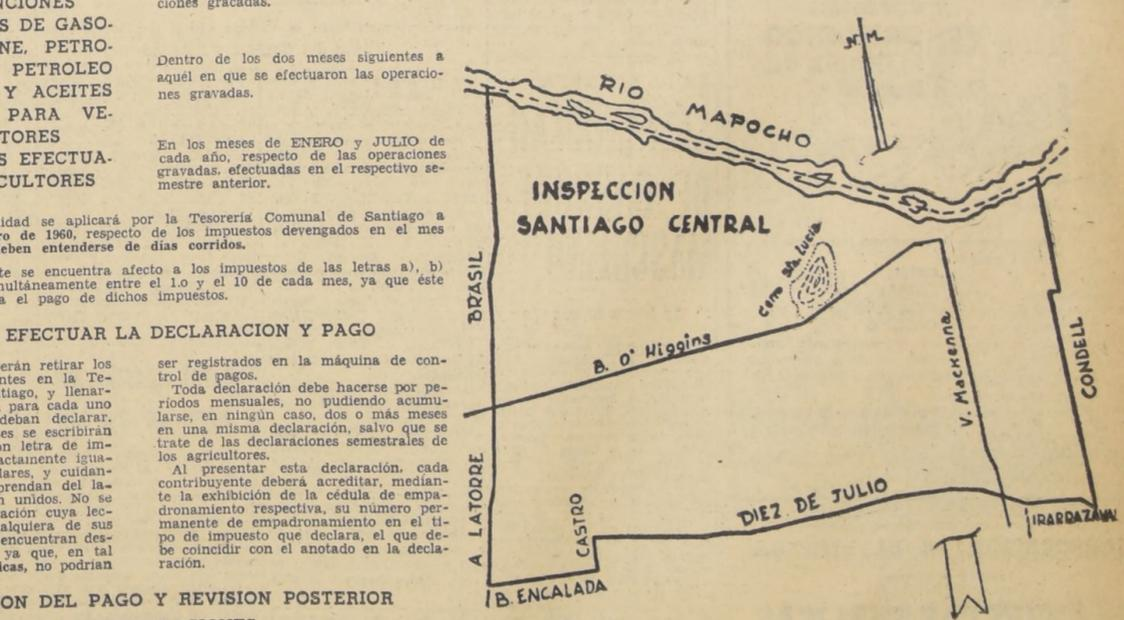 NCIONES
S DE GASO-
NE, PETRO-
PETROLEO
Y ACEITES
PARA VE-
TORES
S EFECTUA-
CULTORES
ciones gracadas.
Dentro de los dos meses siguientes a
aquél en que se efectuaron las operacio-
nes gravadas.
En los meses de ENERO y JULIO de
cada año, respecto de las operaciones
gravadas, efectuadas en el respectivo se-
mestre anterior.
idad se aplicará por la Tesorería Comunal de Santiago a
ro de 1960, respecto de los impuestos devengados en el mes
eben entenderse de días corridos.
te se encuentra afecto a los impuestos de las letras a), b)
multáneamente entre el 1.o y el 10 de cada mes, ya que éste
a el pago de dichos impuestos.
EFECTUAR LA DECLARACION Y PAGO
erán retirar los
ntes en la Te-
tiago, y llenar-
para cada uno
deban declarar.
es se escribirán
on letra de im-
actamente igua-
lares, y cuidan-
prendan del la-
n unidos. No se
ación cuya lec-
alquiera de sus
encuentran des-
ya que, en tal
icas, no podrían
ser registrados en la máquina de con-
trol de pagos.
Toda declaración debe hacerse por pe-
ríodos mensuales, no pudiendo acumu-
larse, en ningún caso, dos o más meses
en una misma declaración, salvo que se
trate de las declaraciones semestrales de
los agricultores.
Al presentar esta declaración, cada
contribuyente deberá acreditar, median-
te la exhibición de la cédula de empa-
dronamiento respectiva, su número per-
manente de empadronamiento en el ti-
po de impuesto que declara, el que de-
be coincidir con el anotado en la decla-
ración.
ON DEL PAGO Y REVISION POSTERIOR
N.M.
RIO MAPOCHO
INSPECCION
SANTIAGO CENTRAL
Cerro Sta. Lucia
BRASIL
B. O' Higgins
V. Mackenna
CONDELL
A LATORRE
CASTRO
DIEZ DE JULIO
IRARRAZAVAL
B. ENCALADA